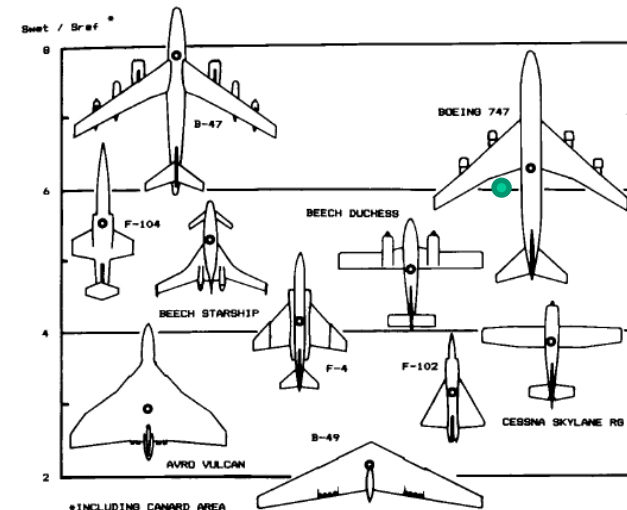 Swet / Sref *
8
B-47
BOEING 747
6
F-104
BEECH DUCHESS
BEECH STARSHIP
4
F-4
F-102
CESSNA SKYLANE RG
B-49
AVRO VULCAN
2
*INCLUDING CANARD AREA